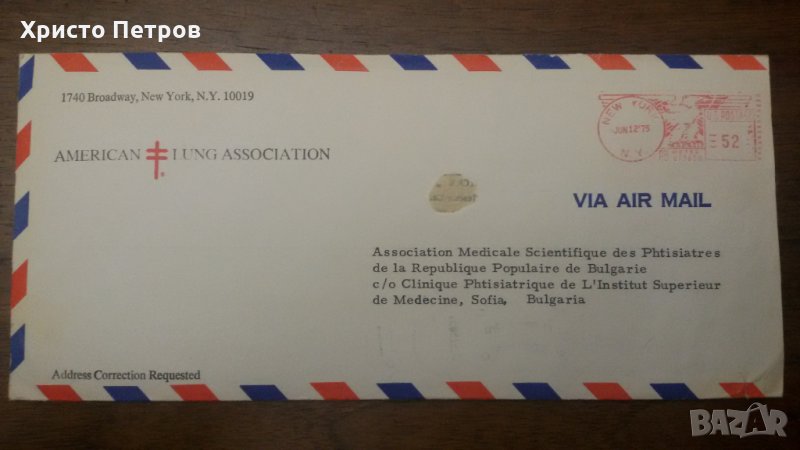 Христо Петров
1740 Broadway, New York, N.Y. 10019
AMERICAN LUNG ASSOCIATION
NEW YORK
JUN 12 '75
N.Y.
U.S. POSTAGE
52
VIA AIR MAIL
Association Medicale Scientifique des Phtisiatres
de la Republique Populaire de Bulgarie
c/o Clinique Phtisiatrique de L'Institut Superieur
de Medecine, Sofia, Bulgaria
Address Correction Requested
BAZAR